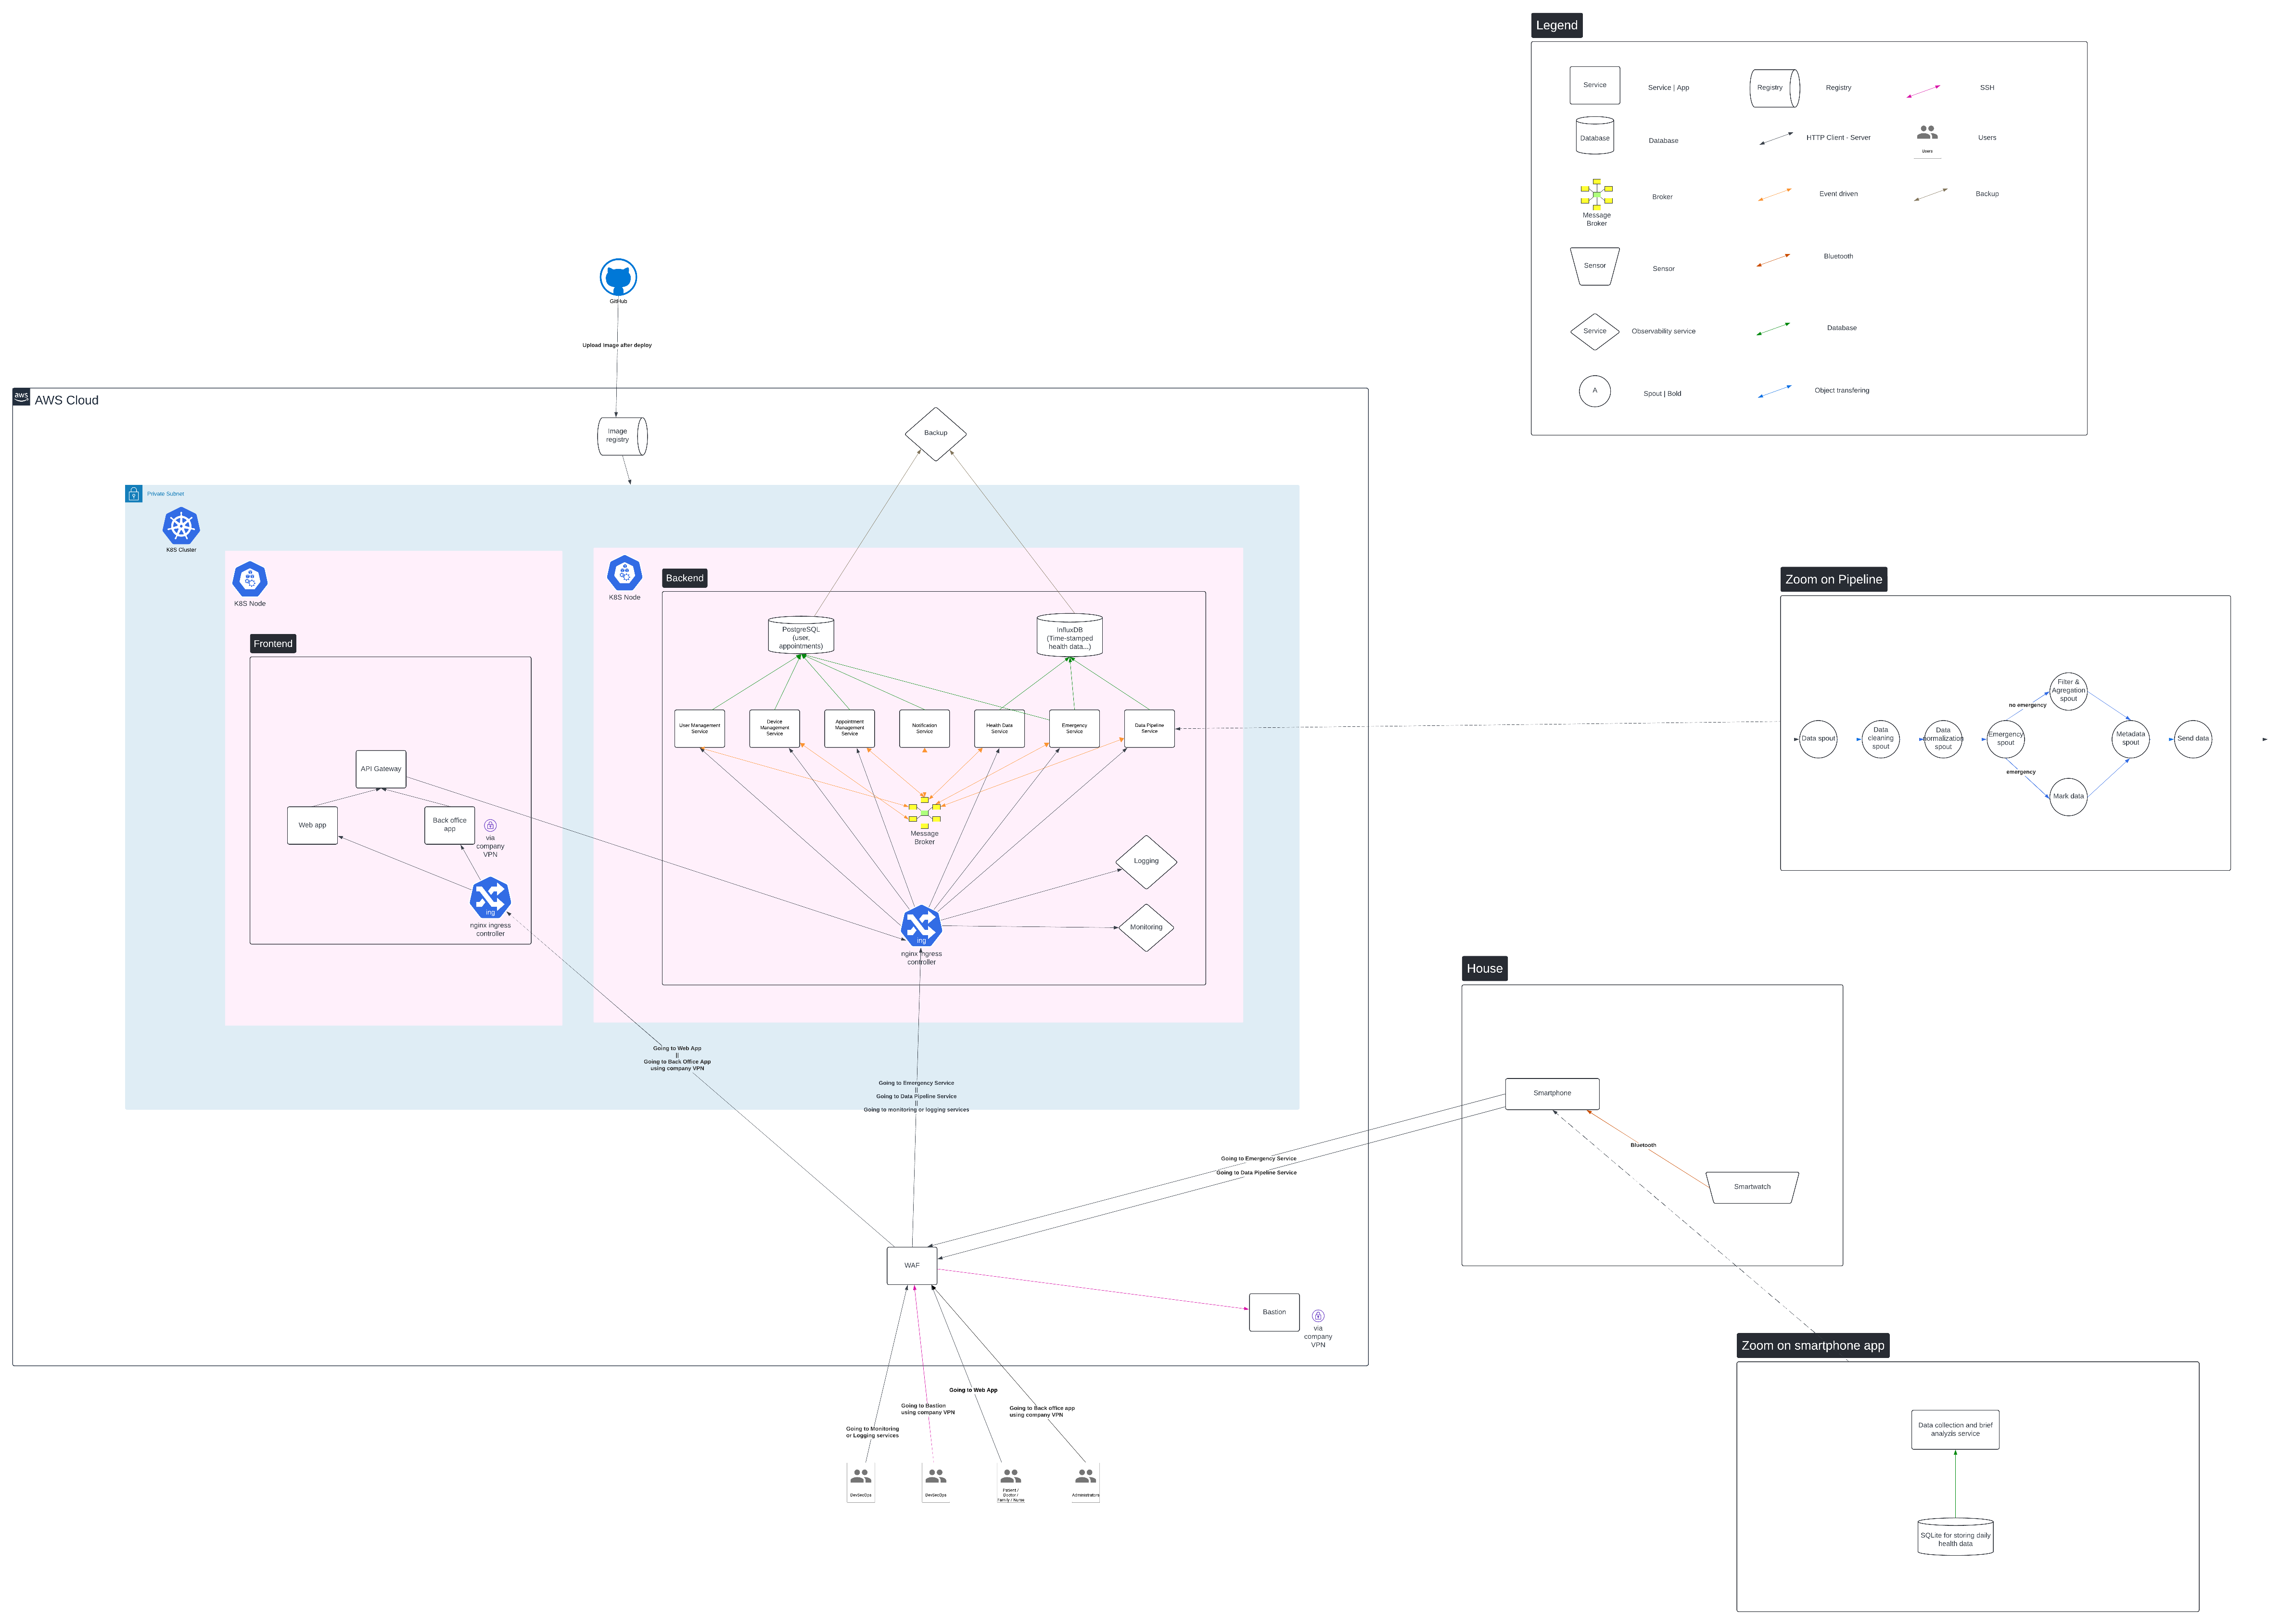 Legend
Service
Service | App
Registry
Registry
SSH
Database
Database
HTTP Client - Server
Users
Users
Message
Broker
Broker
Event driven
Backup
Sensor
Sensor
Bluetooth
Service
Observability service
Database
A
Spout | Bold
Object transfering
GitHub
Upload image after deploy
aws
AWS Cloud
Image
registry
Backup
Private Subnet
K8S Cluster
K8S Node
Frontend
API Gateway
Web app
Back office
app
via
company
VPN
ing
nginx ingress
controller
K8S Node
Backend
PostgreSQL
(user,
appointments)
InfluxDB
(Time-stamped
health data...)
User Management
Service
Device
Management
Service
Appointment
Management
Service
Notification
Service
Health Data
Service
Emergency
Service
Data Pipeline
Service
Message
Broker
Logging
Monitoring
ing
nginx ingress
controller
Going to Web App
||
Going to Back Office App
using company VPN
Going to Emergency Service
||
Going to Data Pipeline Service
||
Going to monitoring or logging services
Going to Emergency Service
Going to Data Pipeline Service
WAF
Bastion
via
company
VPN
Going to Monitoring
or Logging services
Going to Bastion
using company VPN
Going to Web App
Going to Back office app
using company VPN
DevSecOps
DevSecOps
Patient /
Doctor /
Family / Nurse
Administrators
Zoom on Pipeline
Data spout
Data
cleaning
spout
Data
normalization
spout
Emergency
spout
no emergency
emergency
Filter &
Agregation
spout
Mark data
Metadata
spout
Send data
House
Smartphone
Bluetooth
Smartwatch
Zoom on smartphone app
Data collection and brief
analyzis service
SQLite for storing daily
health data